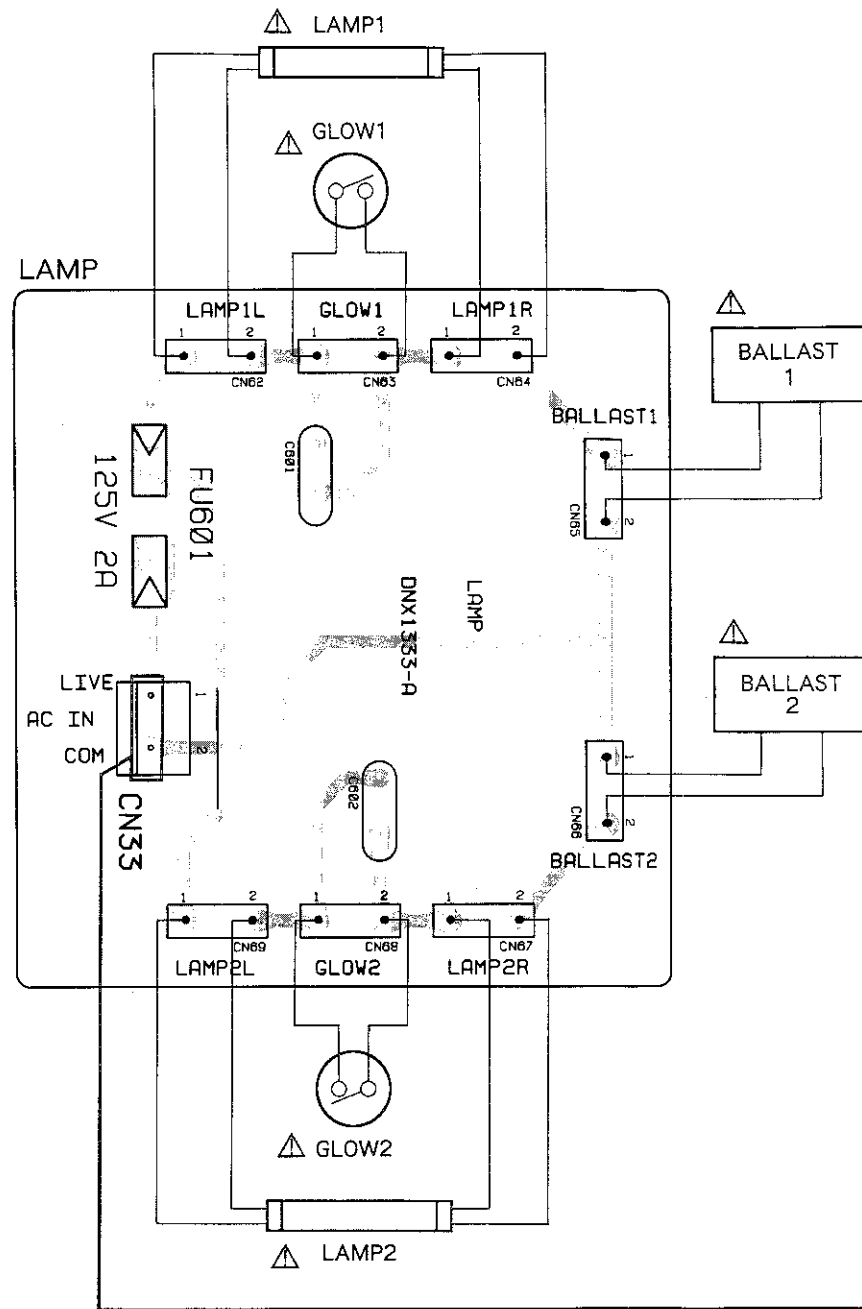 ⚠ LAMP1
⚠ GLOW1
LAMP
LAMP1L GLOW1 LAMP1R
1 2 1 2 1 2
CN62 CN63 CN64
⚠
BALLAST
1
BALLAST1
1
2
CN65
C601
FU601
125V 2A
LAMP
DNX1333-A
⚠
BALLAST
2
LIVE
AC IN
COM
1
2
CN33
C602
1
2
CN66
BALLAST2
1 2 1 2 1 2
CN69 CN68 CN67
LAMP2L GLOW2 LAMP2R
⚠ GLOW2
⚠ LAMP2